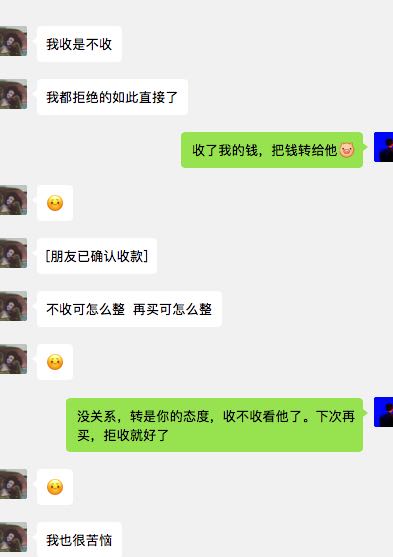 我收是不收
我都拒绝的如此直接了
收了我的钱，把钱转给他
[朋友已确认收款]
不收可怎么整 再买可怎么整
没关系，转是你的态度，收不收看他了。下次再
买，拒收就好了
我也很苦恼